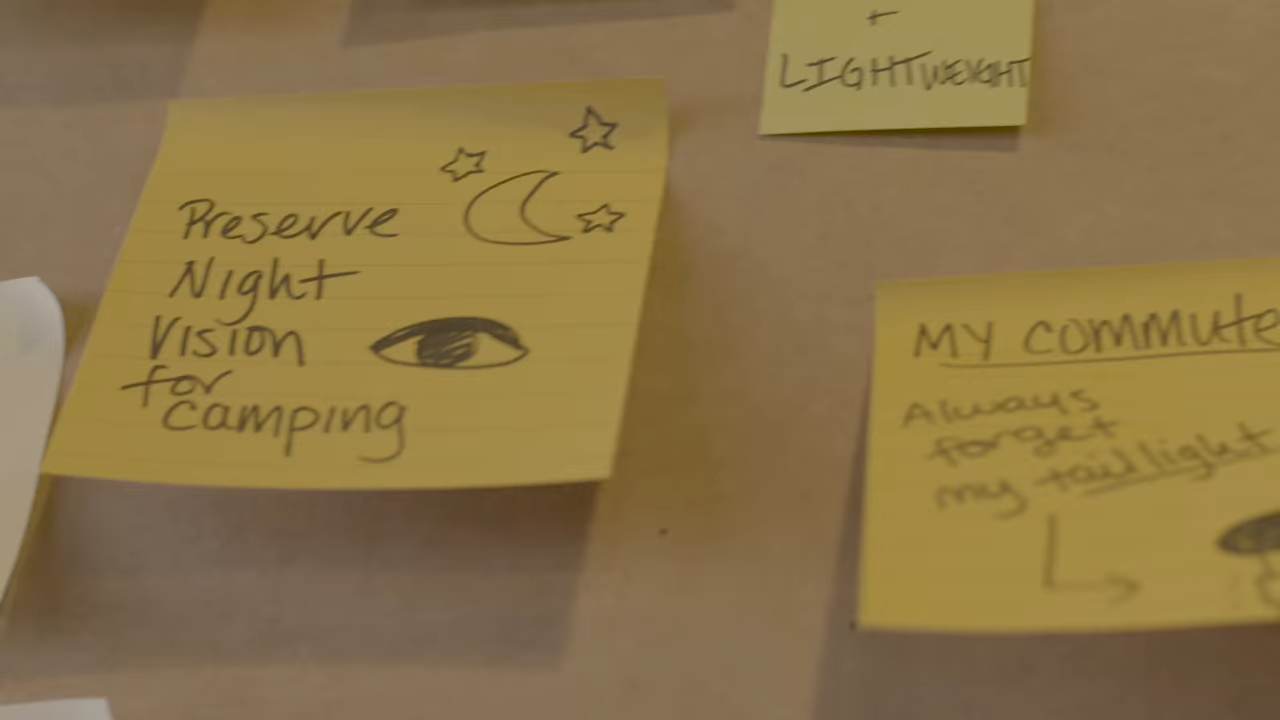 +
LIGHTWEIGHT
Preserve
Night
Vision
for
camping
MY commute
Always
forget
my taillight